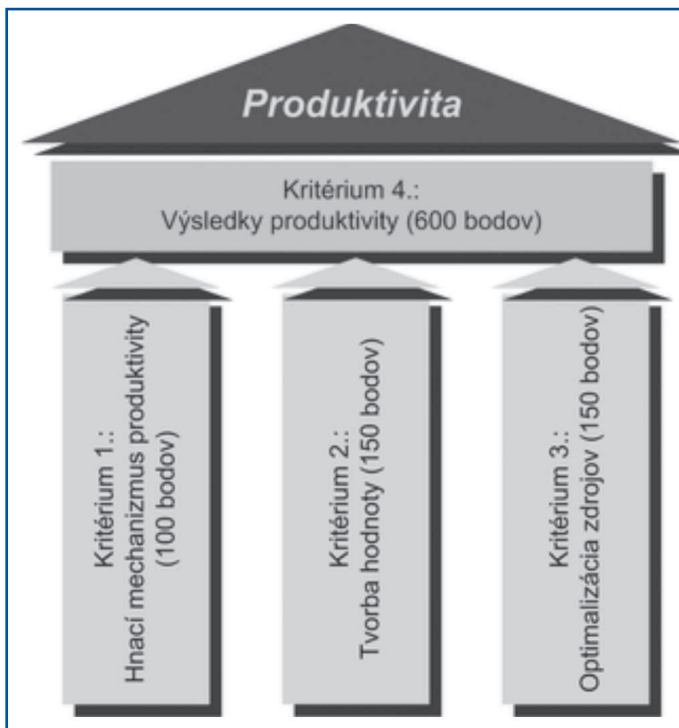 Produktivita
Kritérium 4.:
Výsledky produktivity (600 bodov)
Kritérium 1.:
Hnací mechanizmus produktivity
(100 bodov)
Kritérium 2.:
Tvorba hodnoty (150 bodov)
Kritérium 3.:
Optimalizácia zdrojov (150 bodov)